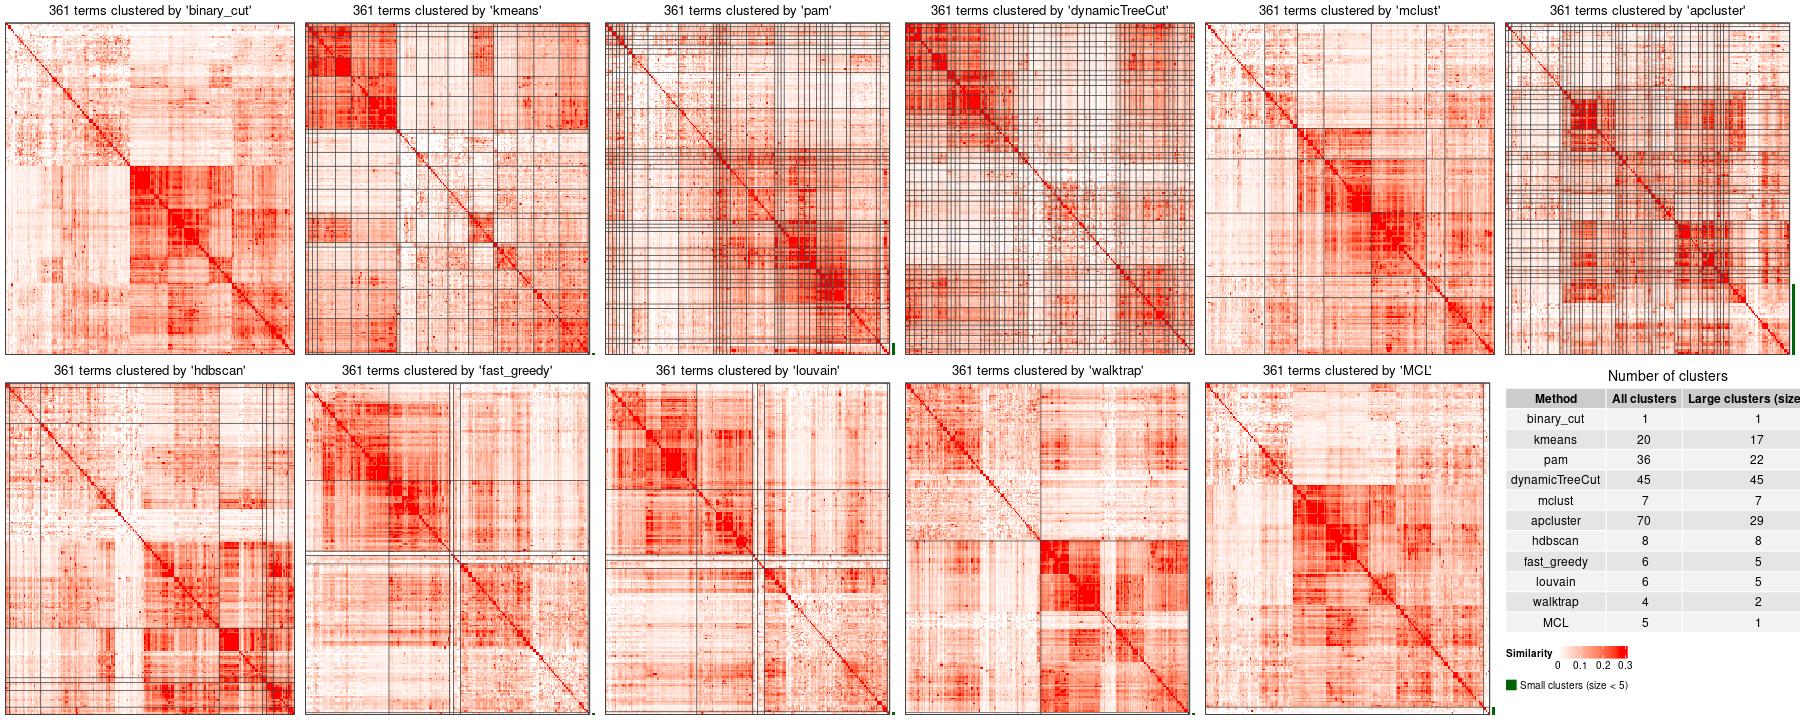 361 terms clustered by 'binary_cut'
361 terms clustered by 'kmeans'
361 terms clustered by 'pam'
361 terms clustered by 'dynamicTreeCut'
361 terms clustered by 'mclust'
361 terms clustered by 'apcluster'
361 terms clustered by 'hdbscan'
361 terms clustered by 'fast_greedy'
361 terms clustered by 'louvain'
361 terms clustered by 'walktrap'
361 terms clustered by 'MCL'
Number of clusters
Method All clusters Large clusters (size
binary_cut 1 1
kmeans 20 17
pam 36 22
dynamicTreeCut 45 45
mclust 7 7
apcluster 70 29
hdbscan 8 8
fast_greedy 6 5
louvain 6 5
walktrap 4 2
MCL 5 1
Similarity
0 0.1 0.2 0.3
Small clusters (size < 5)